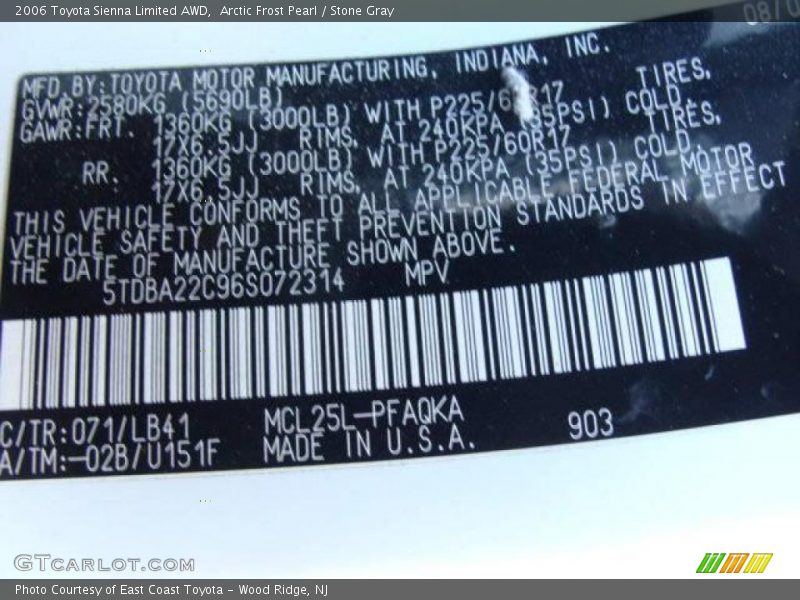 2006 Toyota Sienna Limited AWD,  Arctic Frost Pearl / Stone Gray
08/0
MFD.BY:TOYOTA MOTOR MANUFACTURING, INDIANA, INC.
GVWR:2580KG (5690LB)
GAWR:FRT. 1360KG (3000LB) WITH P225/6 R17 TIRES,
17X6.5JJ RIMS, AT 240KPA (35PSI) COLD.
RR. 1360KG (3000LB) WITH P225/60R17 TIRES,
17X6.5JJ RIMS, AT 240KPA (35PSI) COLD.
THIS VEHICLE CONFORMS TO ALL APPLICABLE FEDERAL MOTOR
VEHICLE SAFETY AND THEFT PREVENTION STANDARDS IN EFFECT
THE DATE OF MANUFACTURE SHOWN ABOVE.
5TDBA22C96S072314 MPV
C/TR:071/LB41 MCL25L-PFAQKA 903
A/TM:-02B/U151F MADE IN U.S.A.
GTCARLOT.COM
Photo Courtesy of East Coast Toyota - Wood Ridge, NJ